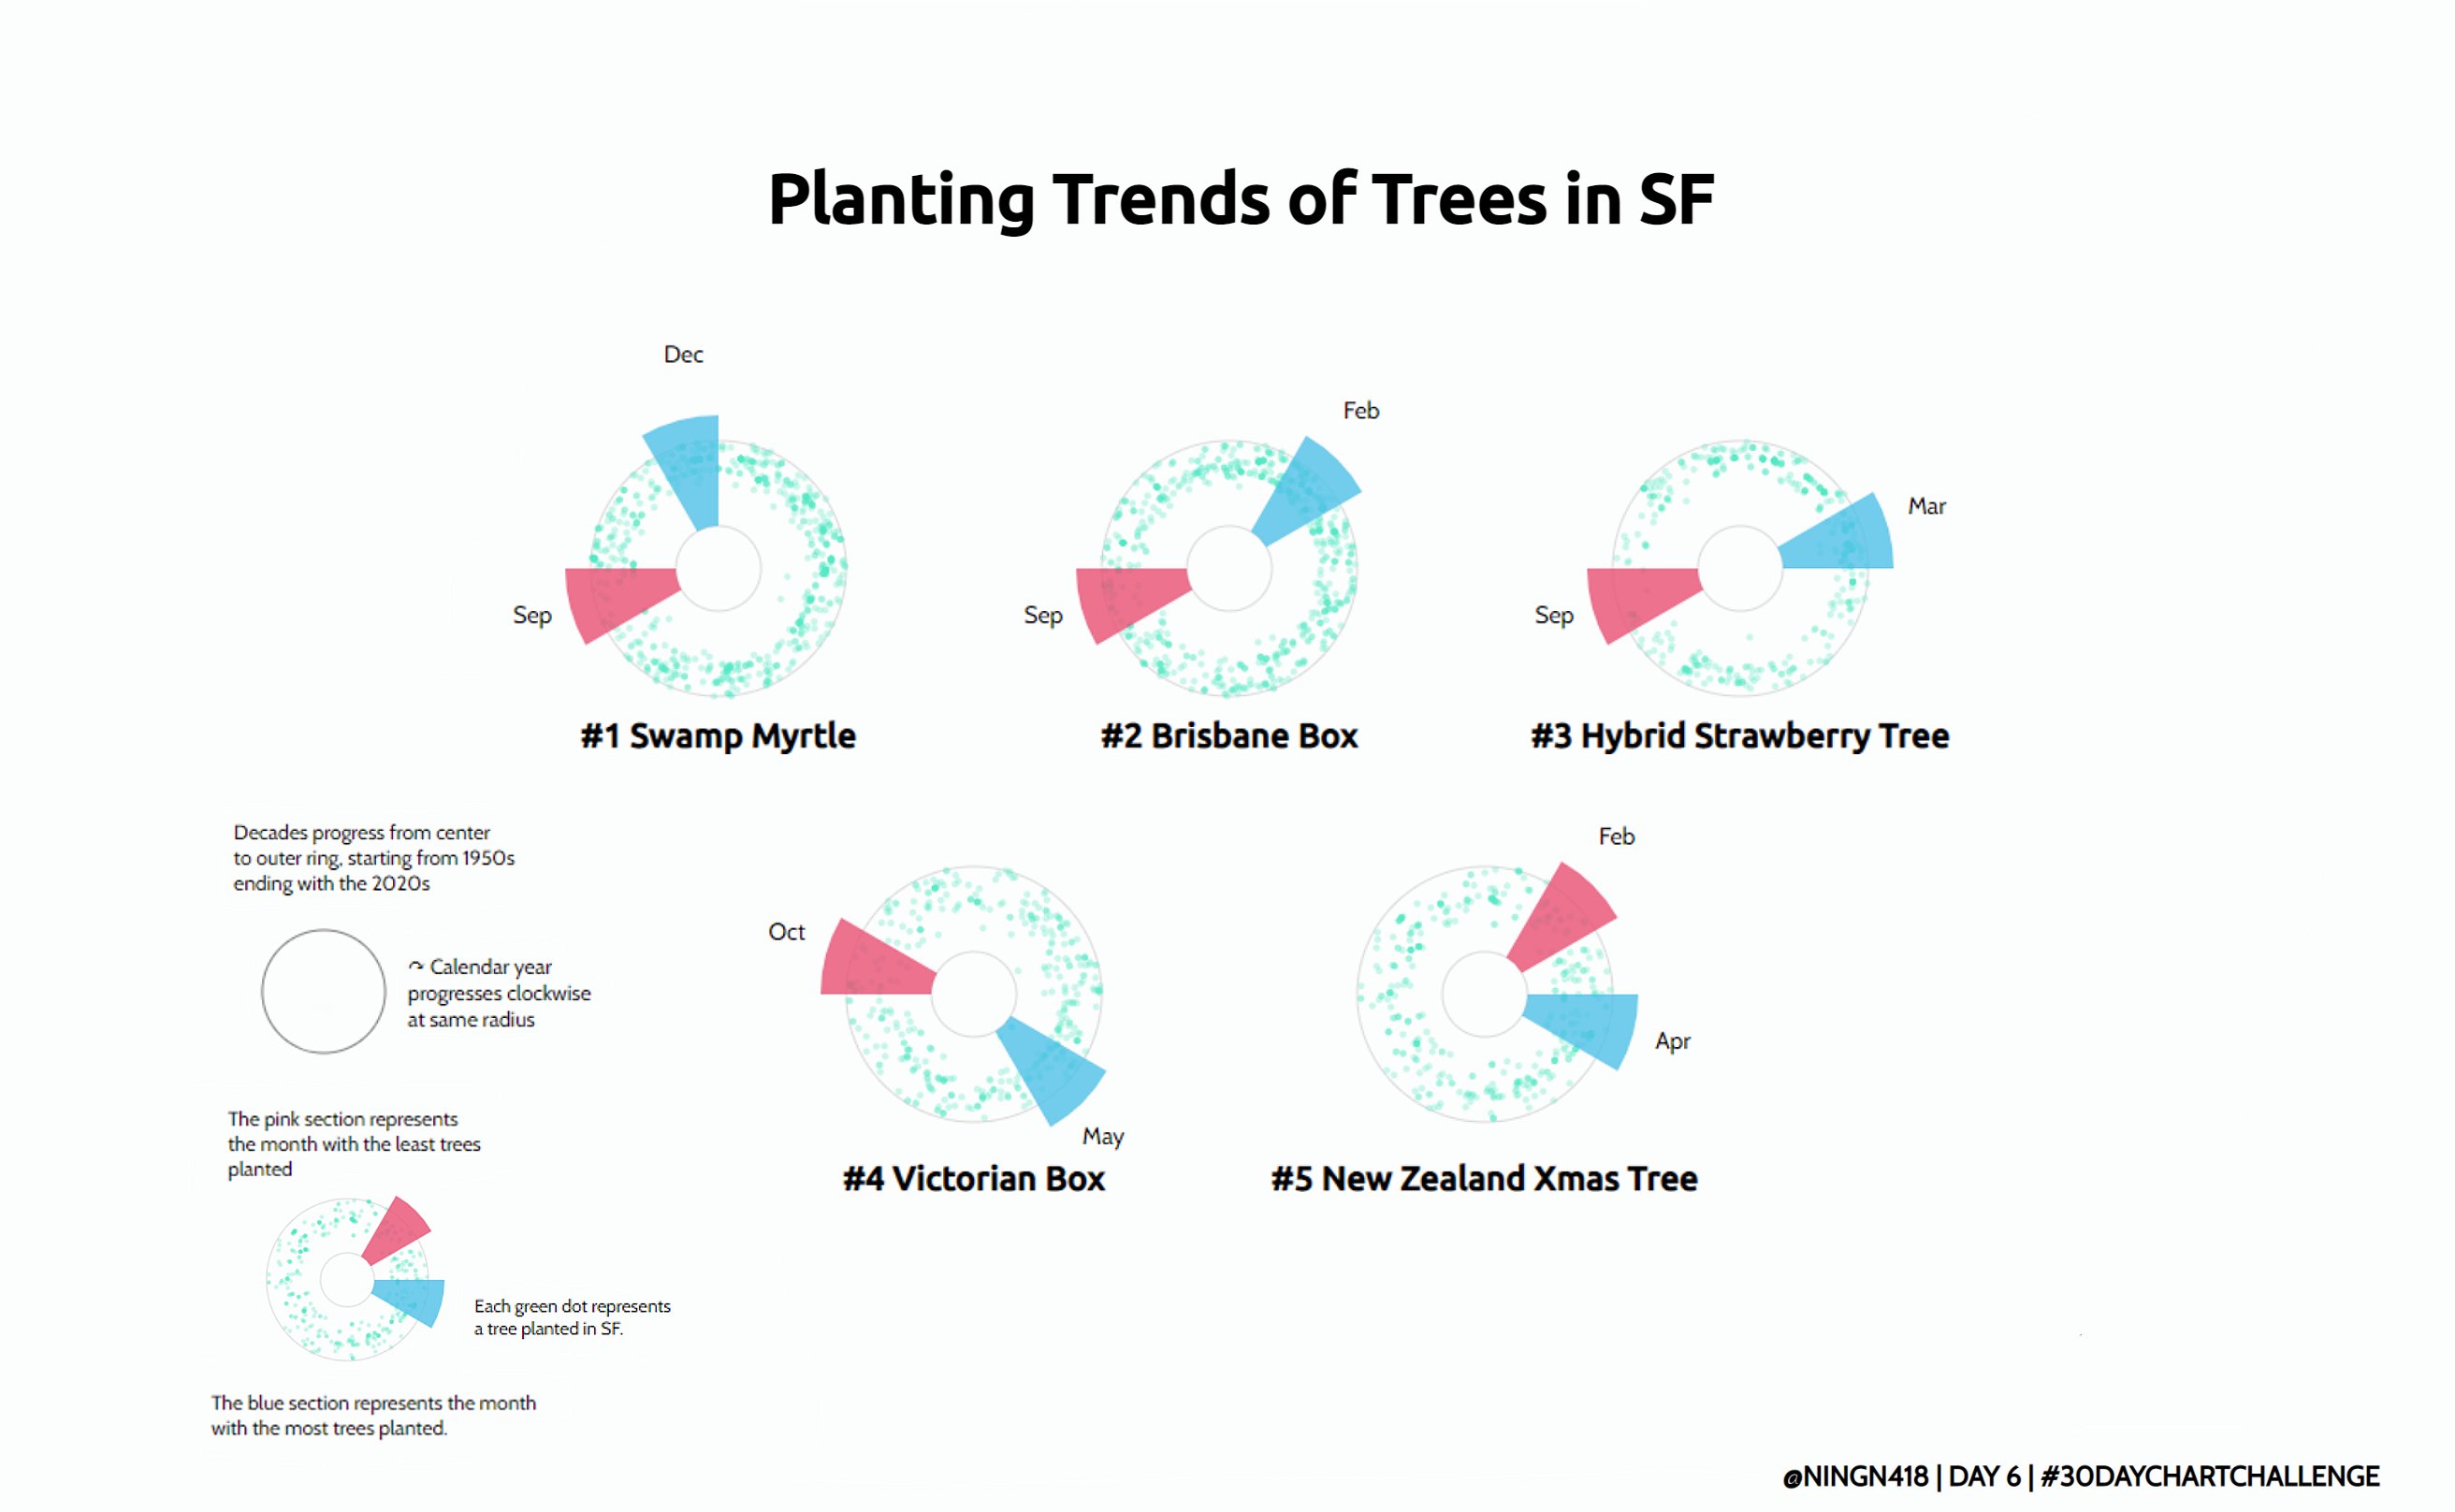 Planting Trends of Trees in SF
Dec
Sep
#1 Swamp Myrtle
Feb
Sep
#2 Brisbane Box
Mar
Sep
#3 Hybrid Strawberry Tree
Decades progress from center
to outer ring, starting from 1950s
ending with the 2020s
↷ Calendar year
progresses clockwise
at same radius
Oct
May
#4 Victorian Box
Feb
Apr
#5 New Zealand Xmas Tree
The pink section represents
the month with the least trees
planted
Each green dot represents
a tree planted in SF.
The blue section represents the month
with the most trees planted.
@NINGN418 | DAY 6 | #30DAYCHARTCHALLENGE